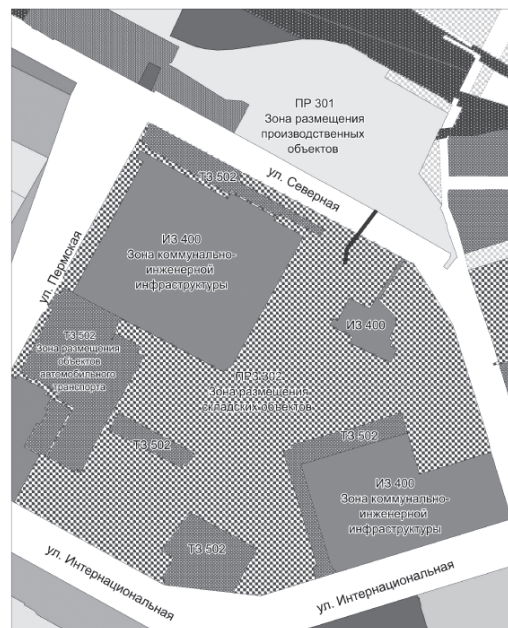 ПР 301
Зона размещения
производственных
объектов
ТЗ 502
ул. Северная
ИЗ 400
Зона коммунально-
инженерной
инфраструктуры
ул. Пермская
ИЗ 400
ТЗ 502
Зона размещения
объектов
автомобильного
транспорта
ПРЗ 302
Зона размещения
складских объектов
ТЗ 502
ТЗ 502
ИЗ 400
Зона коммунально-
инженерной
инфраструктуры
ТЗ 502
ул. Интернациональная
ул. Интернациональная